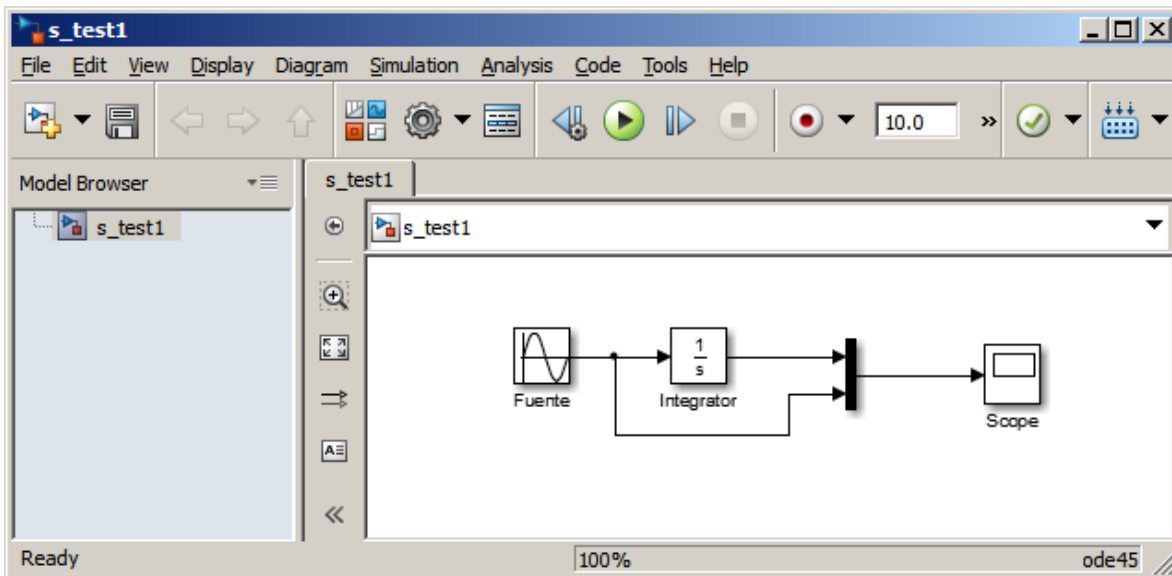 s_test1
File Edit View Display Diagram Simulation Analysis Code Tools Help
10.0 »
Model Browser
s_test1
s_test1
s_test1
1
s
Fuente Integrator
Scope
Ready 100% ode45